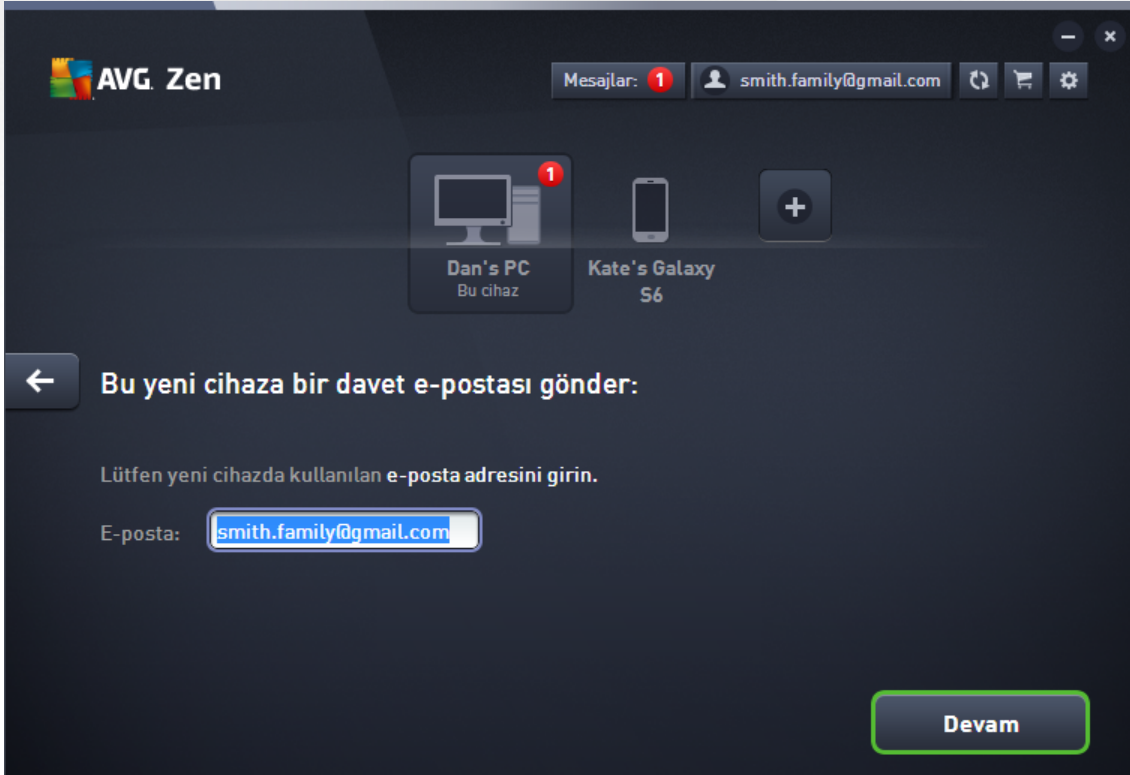 AVG. Zen
Mesajlar: 1
smith.family@gmail.com
1
Dan's PC
Bu cihaz
Kate's Galaxy
S6
Bu yeni cihaza bir davet e-postası gönder:
Lütfen yeni cihazda kullanılan e-posta adresini girin.
E-posta: smith.family@gmail.com
Devam